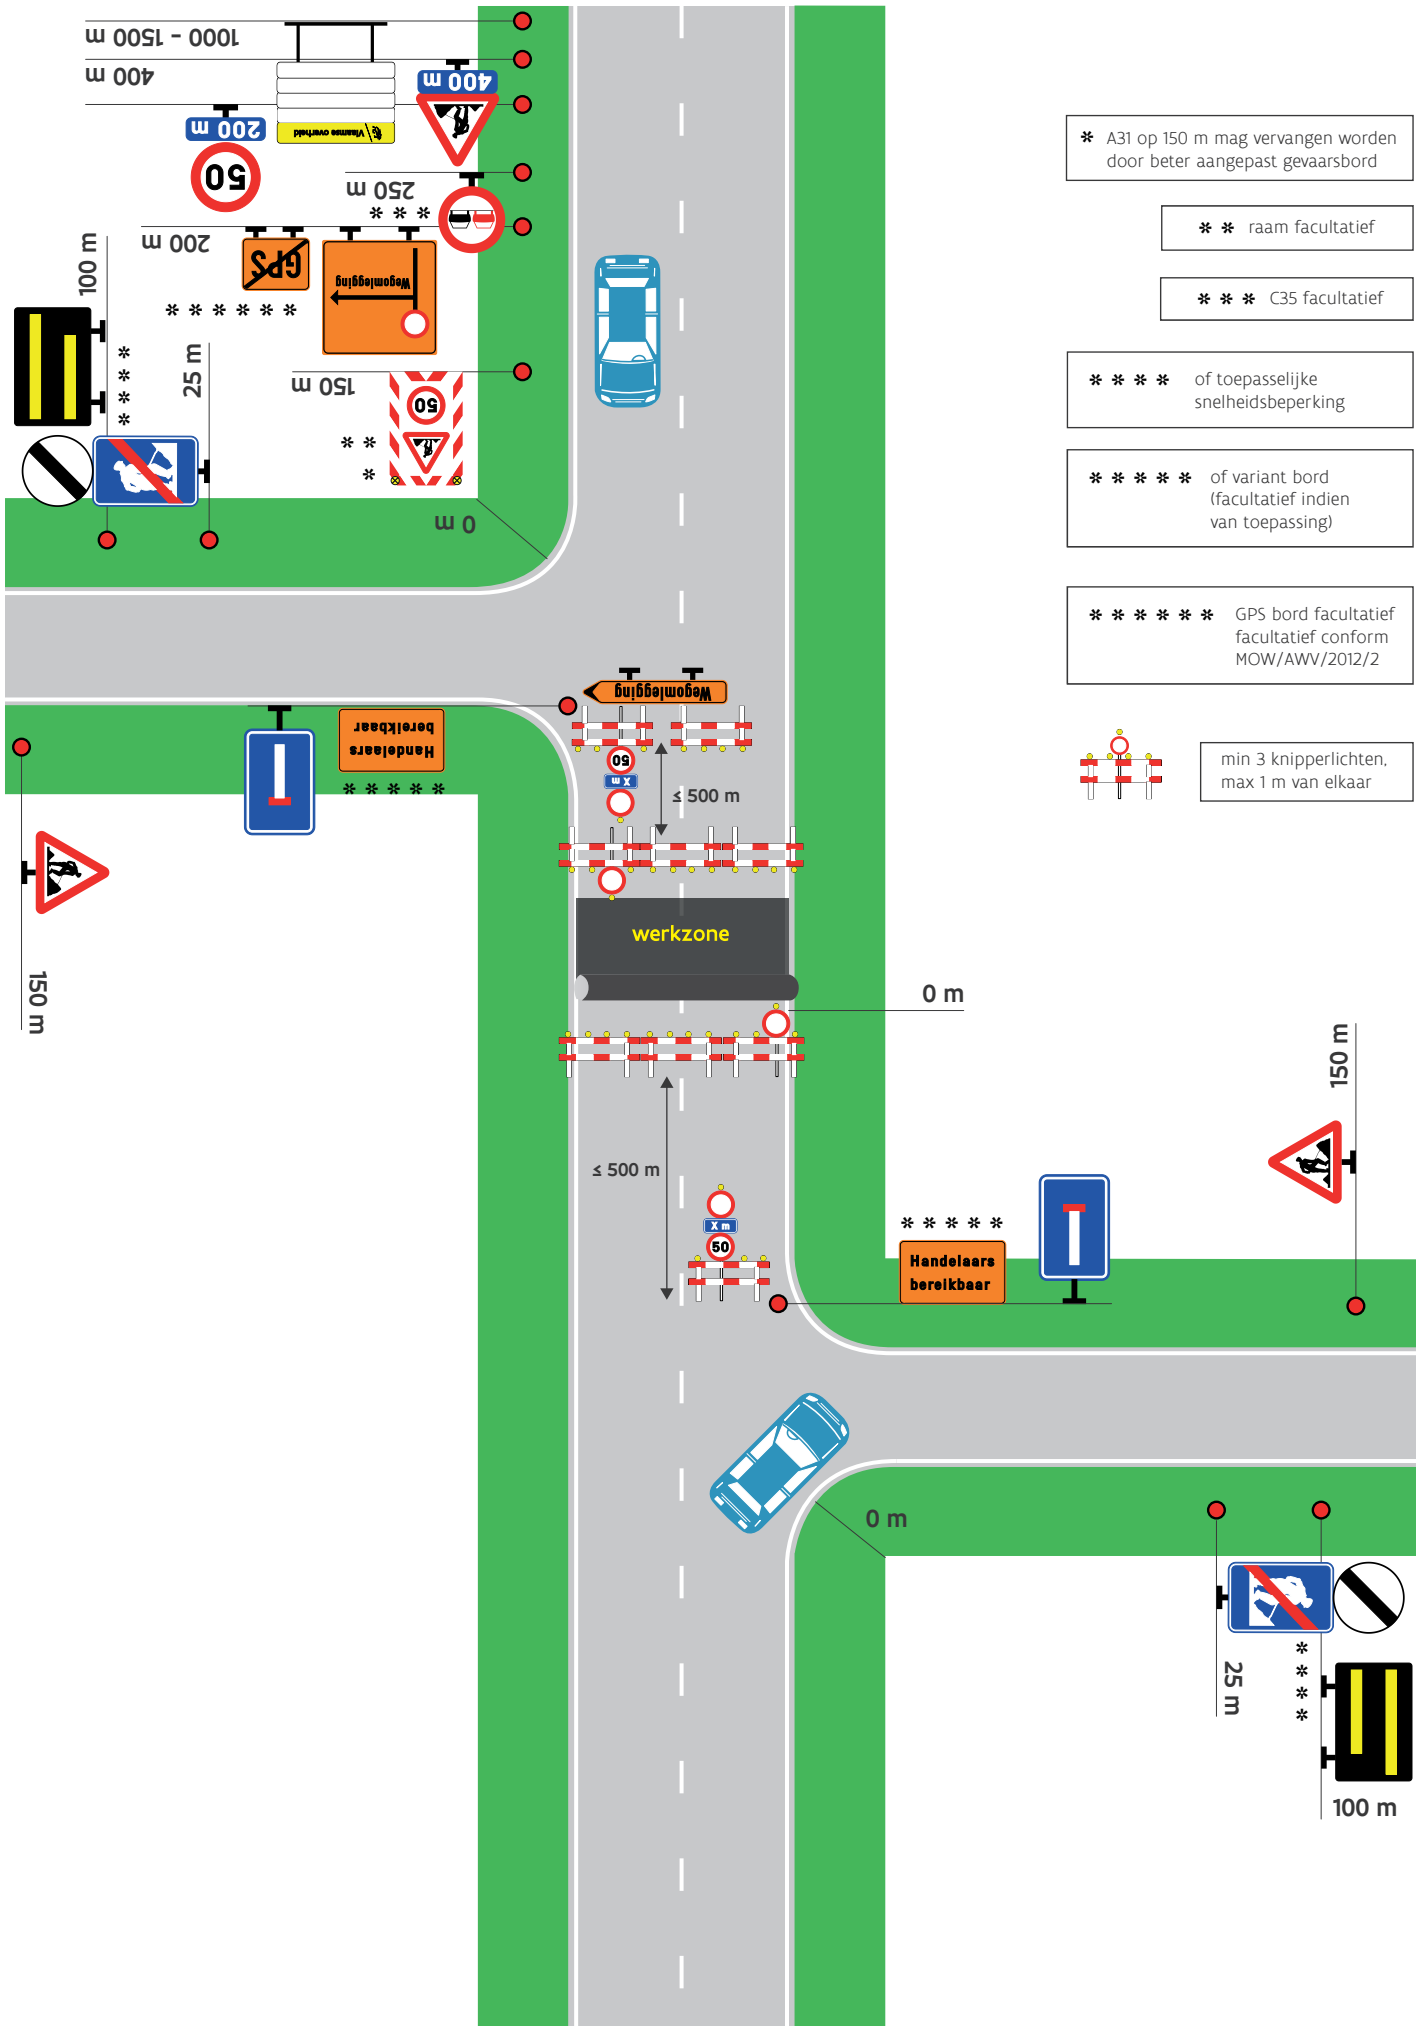 1000 - 1500 m
400 m
400 m
200 m
Vlaamse overheid
50
250 m
* * *
200 m
GPS
Wegomlegging
* * * * * *
100 m
* * * *
25 m
150 m
50
* *
*
0 m
* A31 op 150 m mag vervangen worden
door beter aangepast gevaarsbord
* * raam facultatief
* * * C35 facultatief
* * * * of toepasselijke
snelheidsbeperking
* * * * * of variant bord
(facultatief indien
van toepassing)
* * * * * * GPS bord facultatief
facultatief conform
MOW/AWV/2012/2
min 3 knipperlichten,
max 1 m van elkaar
Wegomlegging
Handelaars
bereikbaar
* * * * *
50
X m
≤ 500 m
150 m
werkzone
0 m
150 m
≤ 500 m
X m
50
* * * * *
Handelaars
bereikbaar
0 m
25 m
* * * *
100 m